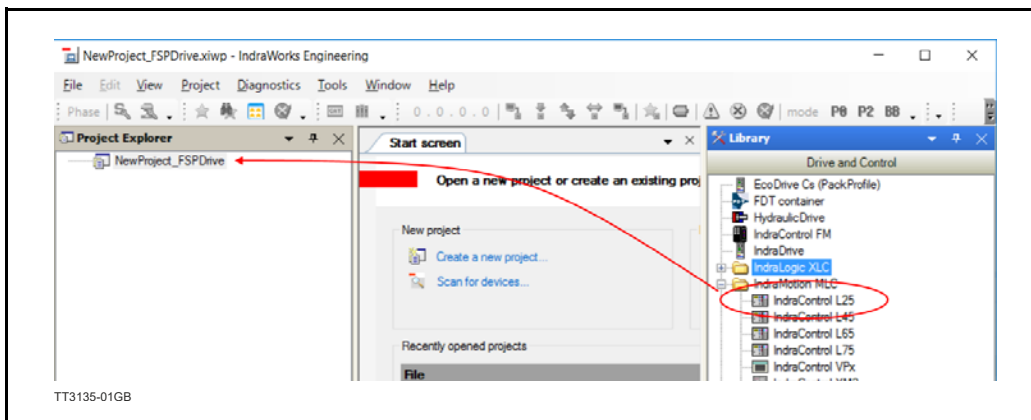 NewProject_FSPDrive.xiwp - IndraWorks Engineering
File Edit View Project Diagnostics Tools Window Help
Phase 0 . 0 . 0 . 0 mode P0 P2 BB
Project Explorer
NewProject_FSPDrive
Start screen
Open a new project or create an existing proj
New project
Create a new project...
Scan for devices...
Recently opened projects
File
Library
Drive and Control
EcoDrive Cs (PackProfile)
FDT container
HydraulicDrive
IndraControl FM
IndraDrive
IndraLogic XLC
IndraMotion MLC
IndraControl L25
IndraControl L45
IndraControl L65
IndraControl L75
IndraControl VPx
TT3135-01GB